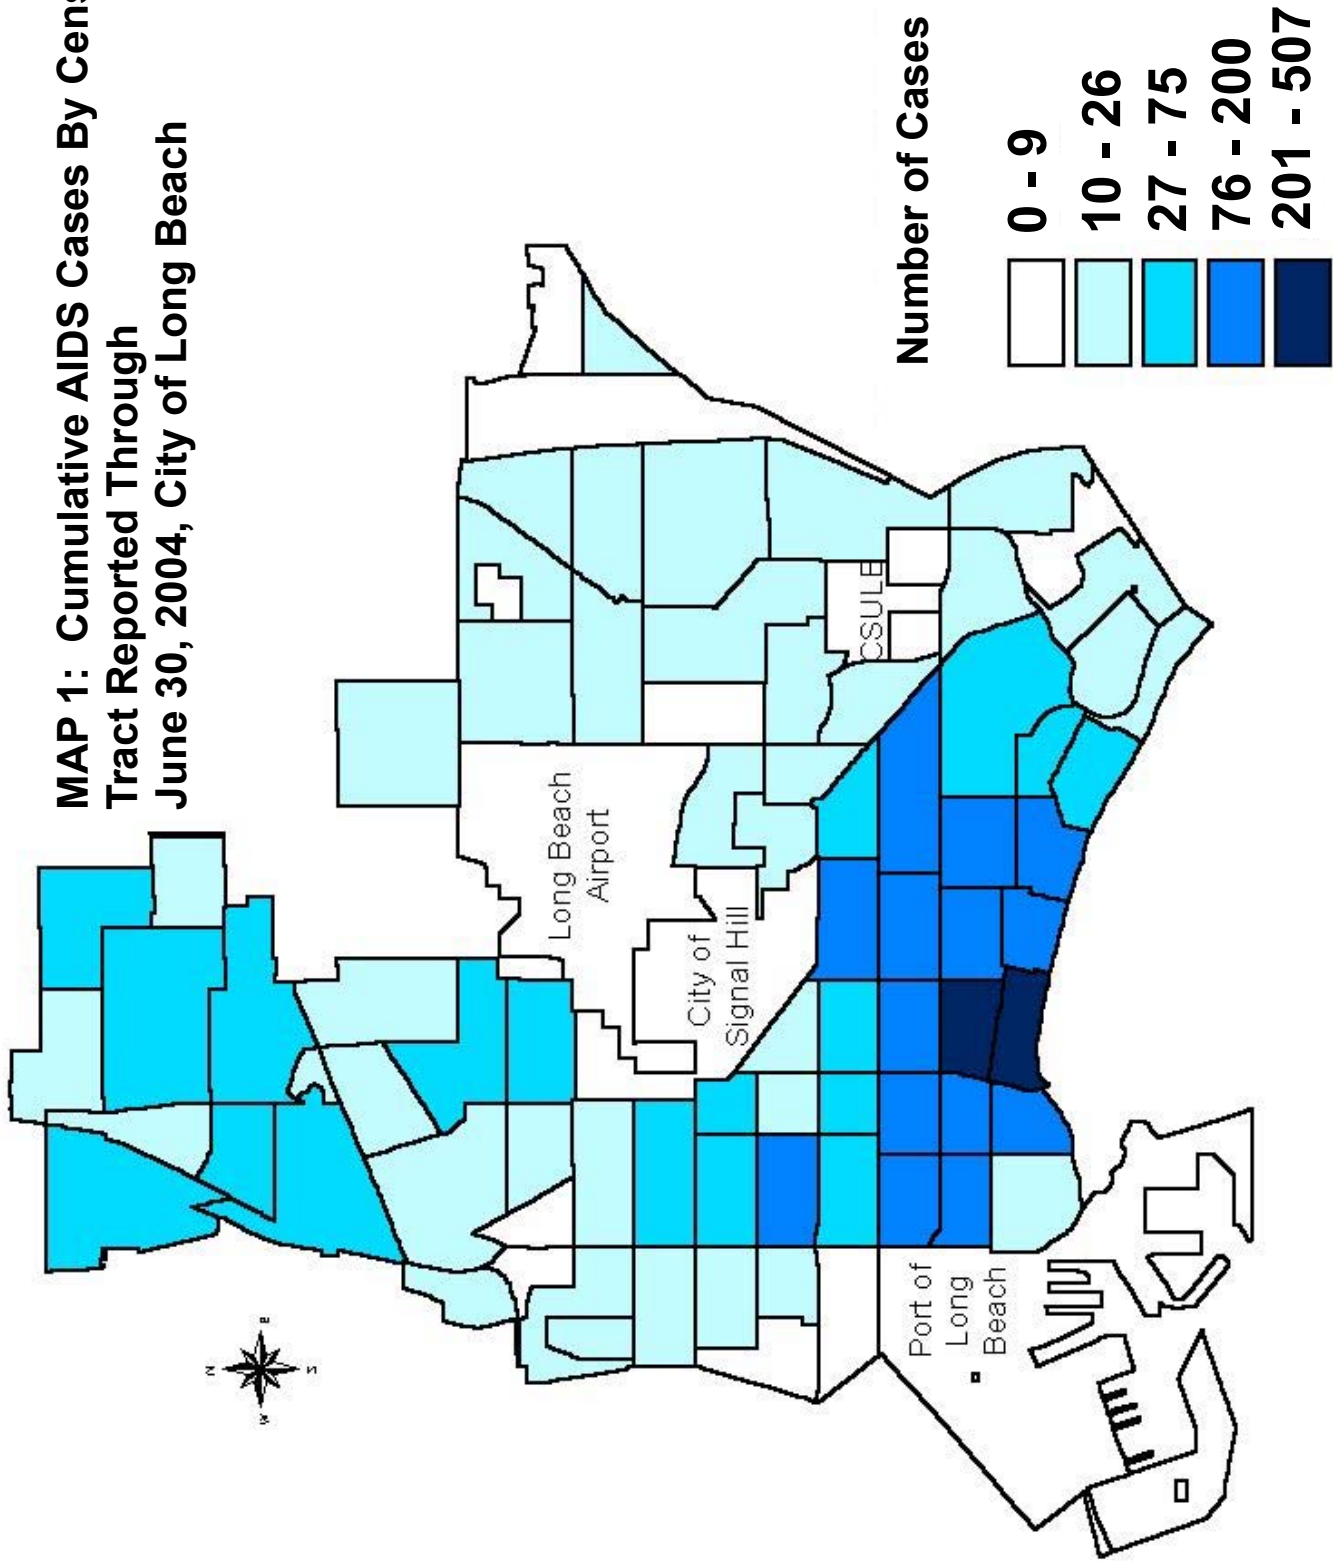 MAP 1: Cumulative AIDS Cases By Cens
Tract Reported Through
June 30, 2004, City of Long Beach
N
E
S
W
Long Beach
Airport
City of
Signal Hill
CSULB
Port of
Long
Beach
Number of Cases
0 - 9
10 - 26
27 - 75
76 - 200
201 - 507